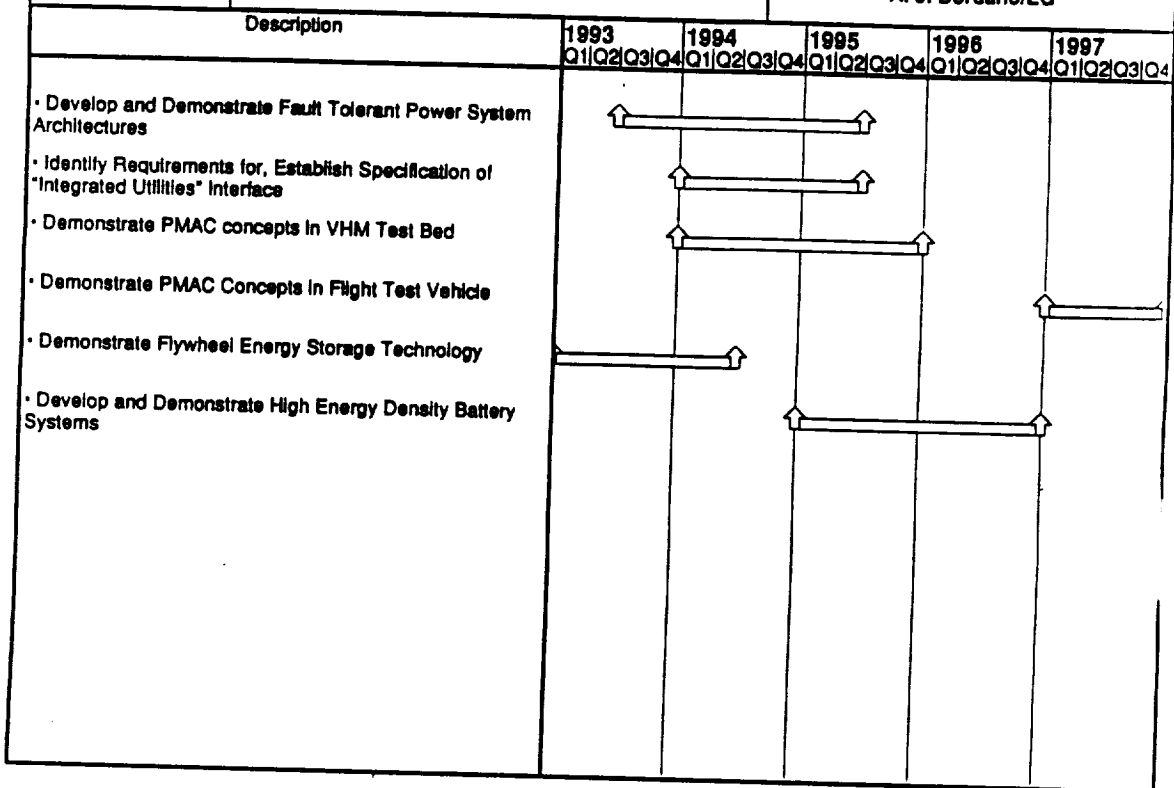 Description
1993 1994 1995 1996 1997
Q1|Q2|Q3|Q4 Q1|Q2|Q3|Q4 Q1|Q2|Q3|Q4 Q1|Q2|Q3|Q4 Q1|Q2|Q3|Q4
· Develop and Demonstrate Fault Tolerant Power System
Architectures
· Identify Requirements for, Establish Specification of
"Integrated Utilities" Interface
· Demonstrate PMAC concepts in VHM Test Bed
· Demonstrate PMAC Concepts in Flight Test Vehicle
· Demonstrate Flywheel Energy Storage Technology
· Develop and Demonstrate High Energy Density Battery
Systems